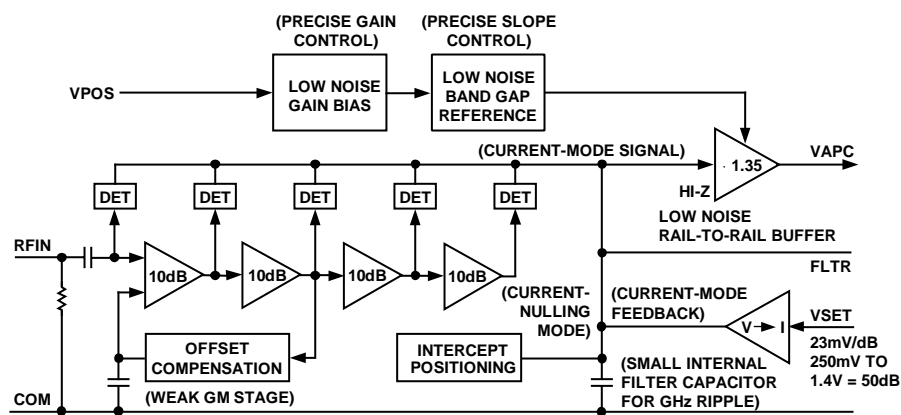 (PRECISE GAIN
CONTROL)
(PRECISE SLOPE
CONTROL)
VPOS
LOW NOISE
GAIN BIAS
LOW NOISE
BAND GAP
REFERENCE
(CURRENT-MODE SIGNAL)
· 1.35
VAPC
HI-Z
DET
DET
DET
DET
DET
LOW NOISE
RAIL-TO-RAIL BUFFER
RFIN
10dB
10dB
10dB
10dB
FLTR
(CURRENT-
NULLING
MODE)
(CURRENT-MODE
FEEDBACK)
V
I
VSET
23mV/dB
250mV TO
1.4V = 50dB
OFFSET
COMPENSATION
INTERCEPT
POSITIONING
(WEAK GM STAGE)
(SMALL INTERNAL
FILTER CAPACITOR
FOR GHz RIPPLE)
COM